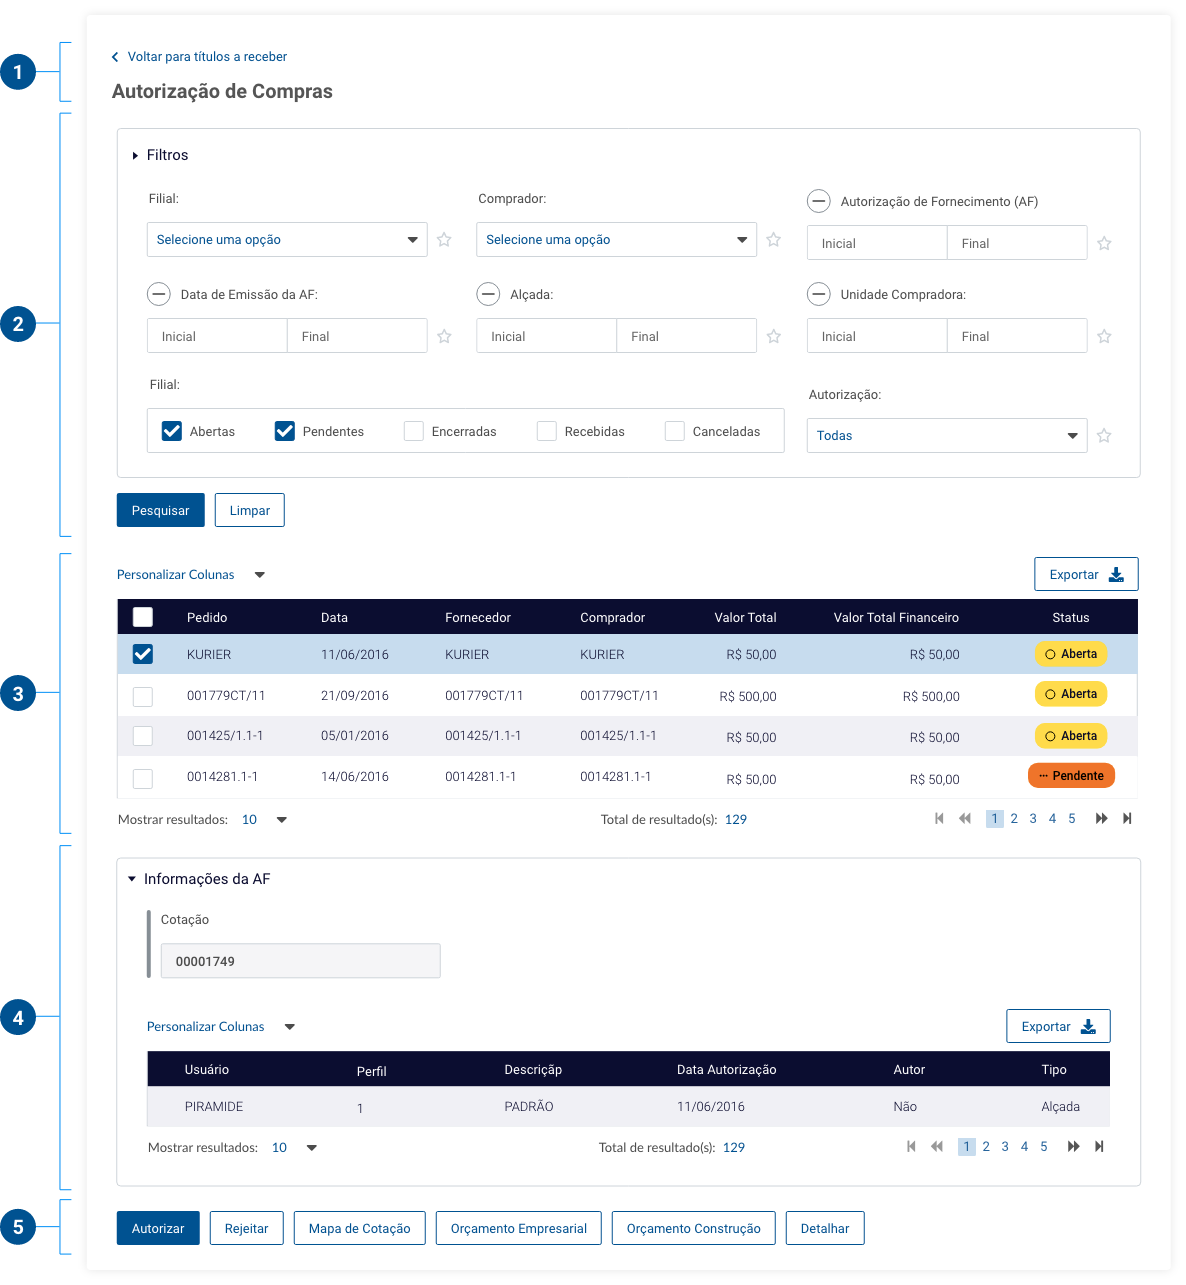 1
Voltar para títulos a receber
Autorização de Compras
2
Filtros
Filial: Comprador: Autorização de Fornecimento (AF)
Selecione uma opção Selecione uma opção Inicial Final
Data de Emissão da AF: Alçada: Unidade Compradora:
Inicial Final Inicial Final Inicial Final
Filial: Autorização:
Abertas Pendentes Encerradas Recebidas Canceladas Todas
Pesquisar Limpar
3
Personalizar Colunas Exportar
Pedido Data Fornecedor Comprador Valor Total Valor Total Financeiro Status
KURIER 11/06/2016 KURIER KURIER R$ 50,00 R$ 50,00 Aberta
001779CT/11 21/09/2016 001779CT/11 001779CT/11 R$ 500,00 R$ 500,00 Aberta
001425/1.1-1 05/01/2016 001425/1.1-1 001425/1.1-1 R$ 50,00 R$ 50,00 Aberta
0014281.1-1 14/06/2016 0014281.1-1 0014281.1-1 R$ 50,00 R$ 50,00 Pendente
Mostrar resultados: 10 Total de resultado(s): 129 1 2 3 4 5
4
Informações da AF
Cotação
00001749
Personalizar Colunas Exportar
Usuário Perfil Descriçãp Data Autorização Autor Tipo
PIRAMIDE 1 PADRÃO 11/06/2016 Não Alçada
Mostrar resultados: 10 Total de resultado(s): 129 1 2 3 4 5
5
Autorizar Rejeitar Mapa de Cotação Orçamento Empresarial Orçamento Construção Detalhar